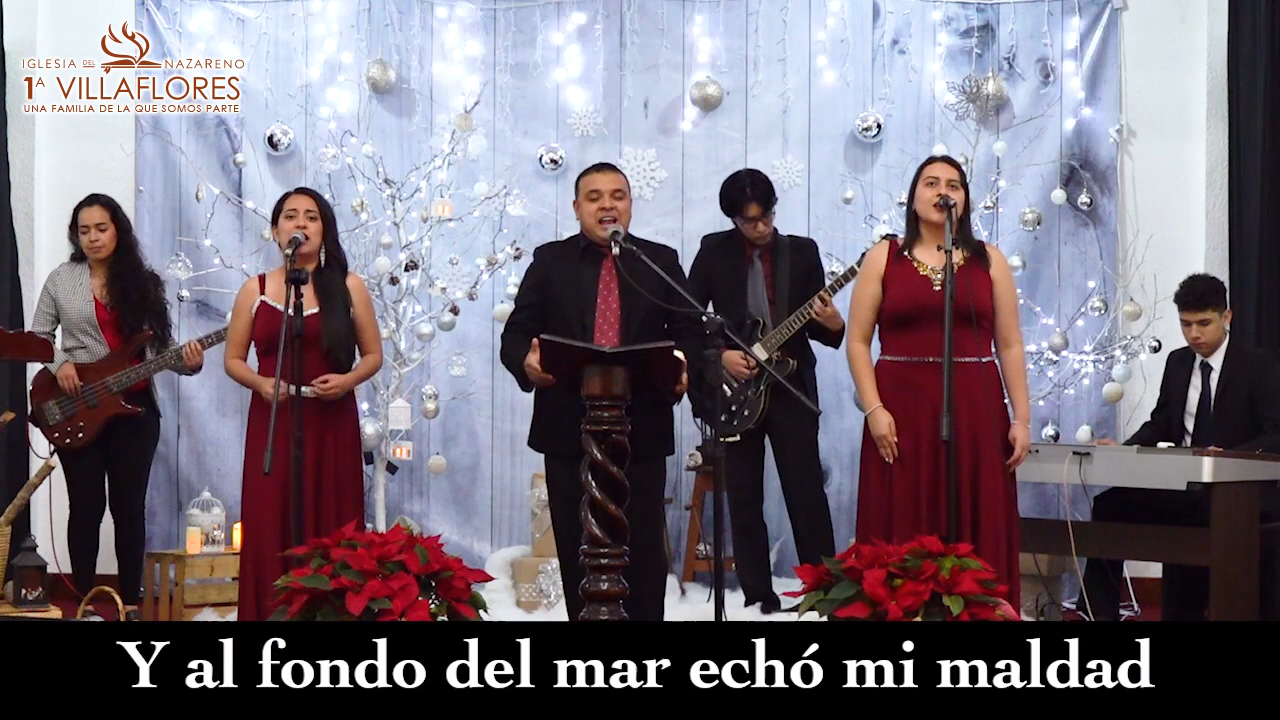 IGLESIA DEL NAZARENO
1ª VILLAFLORES
UNA FAMILIA DE LA QUE SOMOS PARTE
Y al fondo del mar echó mi maldad